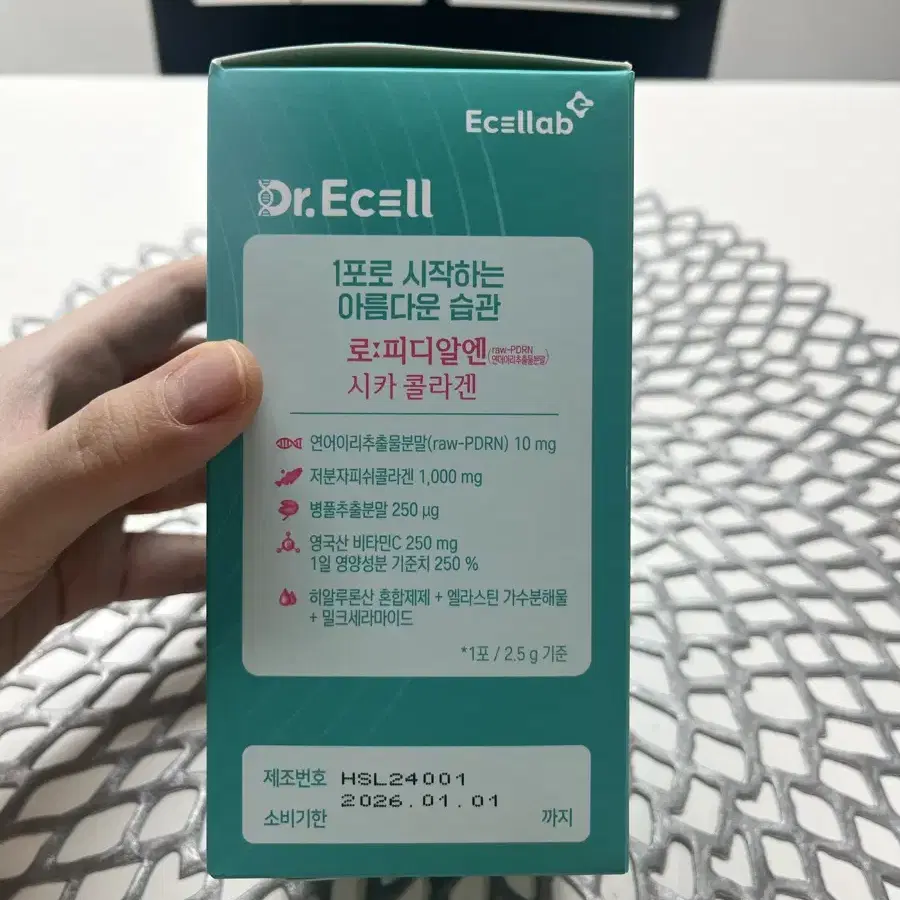 Ecellab
Dr.Ecell
1포로 시작하는
아름다운 습관
로:피디알엔(raw-PDRN 연어이리추출물분말)
시카 콜라겐
연어이리추출물분말(raw-PDRN) 10 mg
저분자피쉬콜라겐 1,000 mg
병풀추출분말 250 μg
영국산 비타민C 250 mg
1일 영양성분 기준치 250 %
히알루론산 혼합제제 + 엘라스틴 가수분해물
+ 밀크세라마이드
*1포 / 2.5 g 기준
제조번호 HSL24001
2026.01.01
소비기한 까지